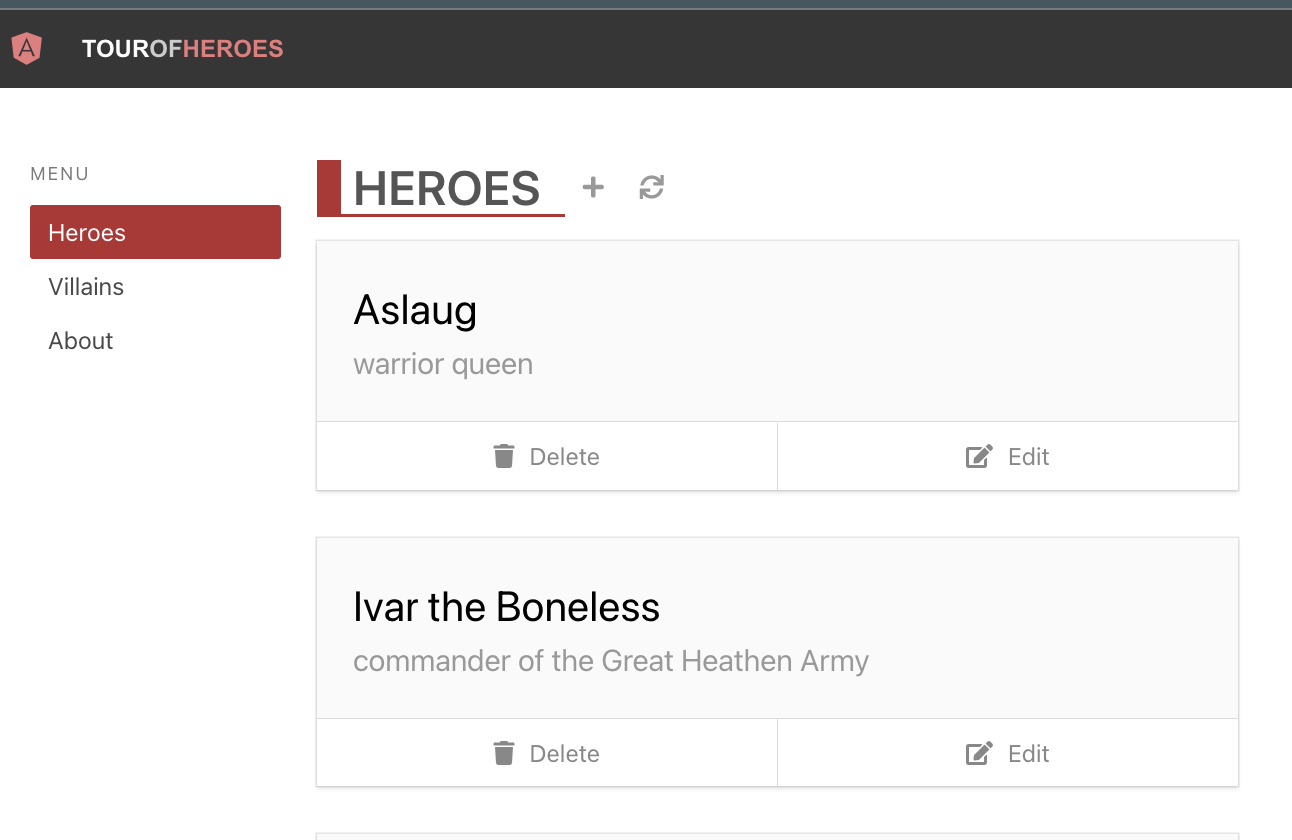 TOUROFHEROES
MENU
Heroes
Villains
About
HEROES
Aslaug
warrior queen
Delete
Edit
Ivar the Boneless
commander of the Great Heathen Army
Delete
Edit